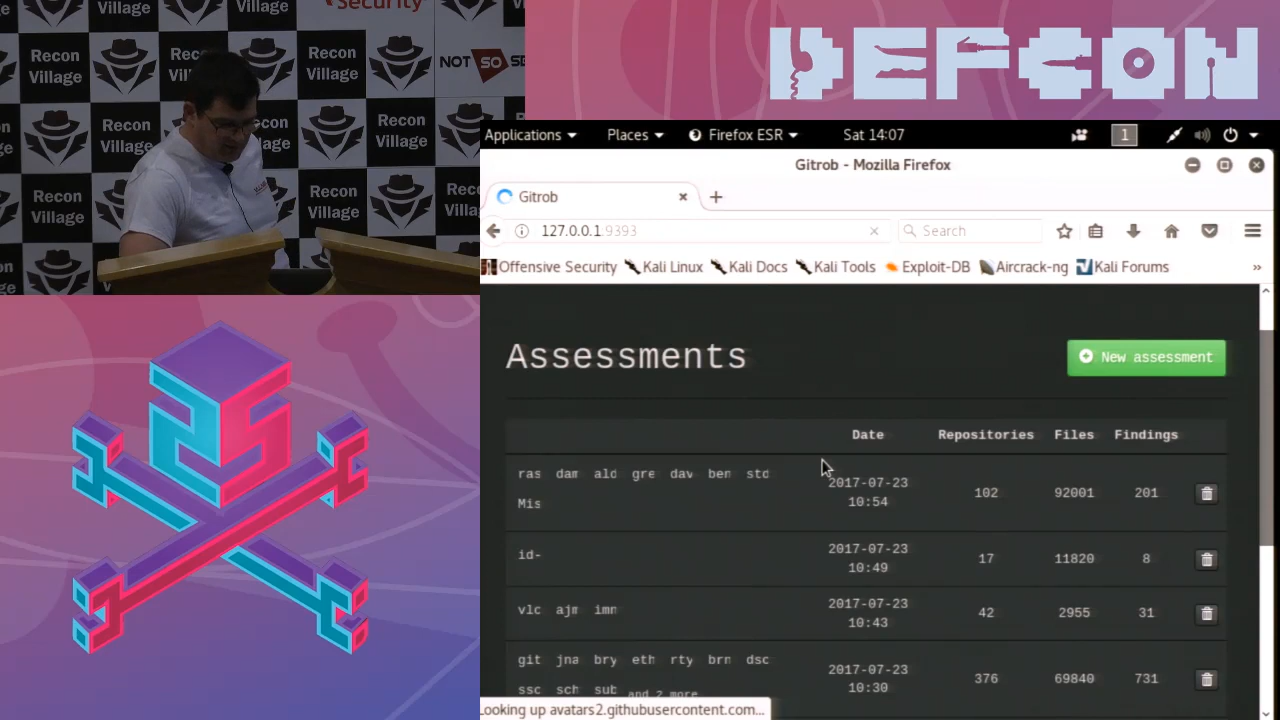 Security
Recon Village
Recon Village
Recon Village
NOT SO SE
Recon Village
Recon Village
Recon Village
DEFCON
Applications Places Firefox ESR Sat 14:07 1
Gitrob - Mozilla Firefox
Gitrob
127.0.0.1:9393 Search
Offensive Security Kali Linux Kali Docs Kali Tools Exploit-DB Aircrack-ng Kali Forums »
Assessments New assessment
Date Repositories Files Findings
ras dam ald gre dav ben std
Mis
2017-07-23
10:54
102 92001 201
id-
2017-07-23
10:49
17 11820 8
vlc ajm imn
2017-07-23
10:43
42 2955 31
git jna bry eth rty brn dsc
ssc sch sub and 2 more
2017-07-23
10:30
376 69840 731
Looking up avatars2.githubusercontent.com...